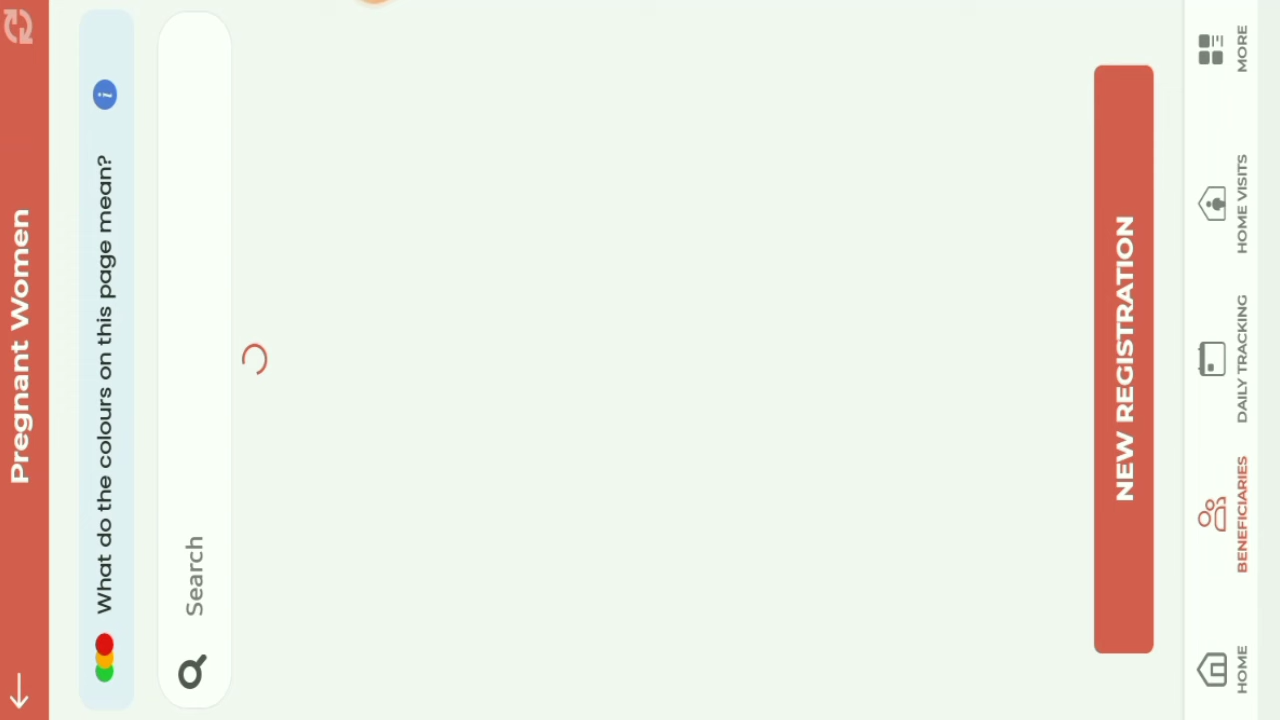 Pregnant Women
What do the colours on this page mean?
i
Search
NEW REGISTRATION
HOME
BENEFICIARIES
DAILY TRACKING
HOME VISITS
MORE